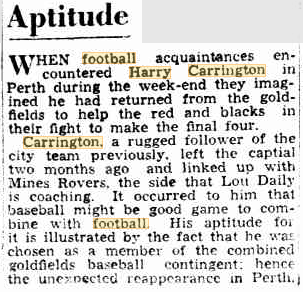 Aptitude
WHEN football acquaintances en-
countered Harry Carrington in
Perth during the week-end they imag-
ined he had returned from the gold-
fields to help the red and blacks in
their fight to make the final four.
Carrington, a rugged follower of the
city team previously, left the captial
two months ago and linked up with
Mines Rovers, the side that Lou Daily
is coaching. It occurred to him that
baseball might be good game to com-
bine with football. His aptitude for
it is illustrated by the fact that he was
chosen as a member of the combined
goldfields baseball contingent; hence
the unexpected reappearance in Perth.